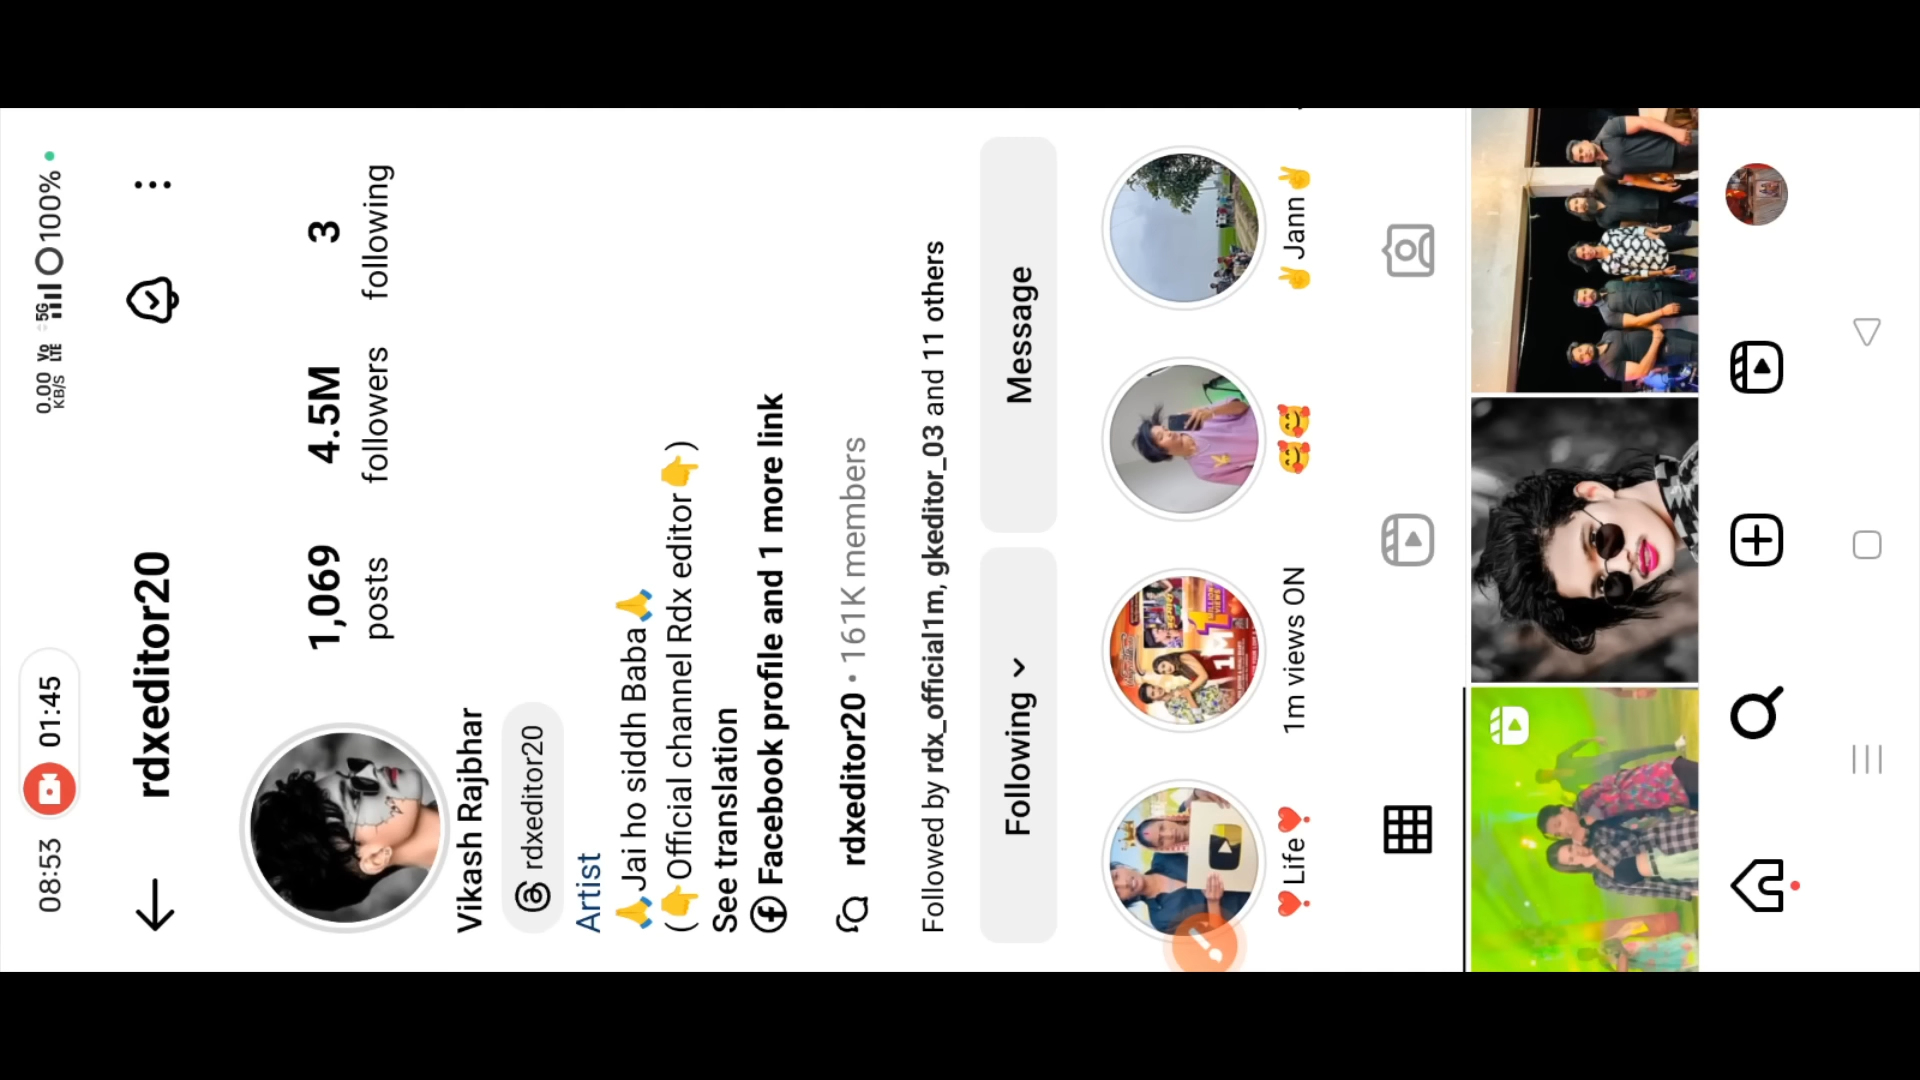 08:53 01:45 0.00 KB/S Vo LTE 5G 100%
rdxeditor20
1,069 4.5M 3
posts followers following
Vikash Rajbhar
rdxeditor20
Artist
🙏Jai ho siddh Baba🙏
(👇Official channel Rdx editor👇)
See translation
Facebook profile and 1 more link
rdxeditor20 • 161K members
Followed by rdx_official1m, gkeditor_03 and 11 others
Following Message
❣️Life❣️ 1m views ON 🥰🥰 ✌️Jann✌️